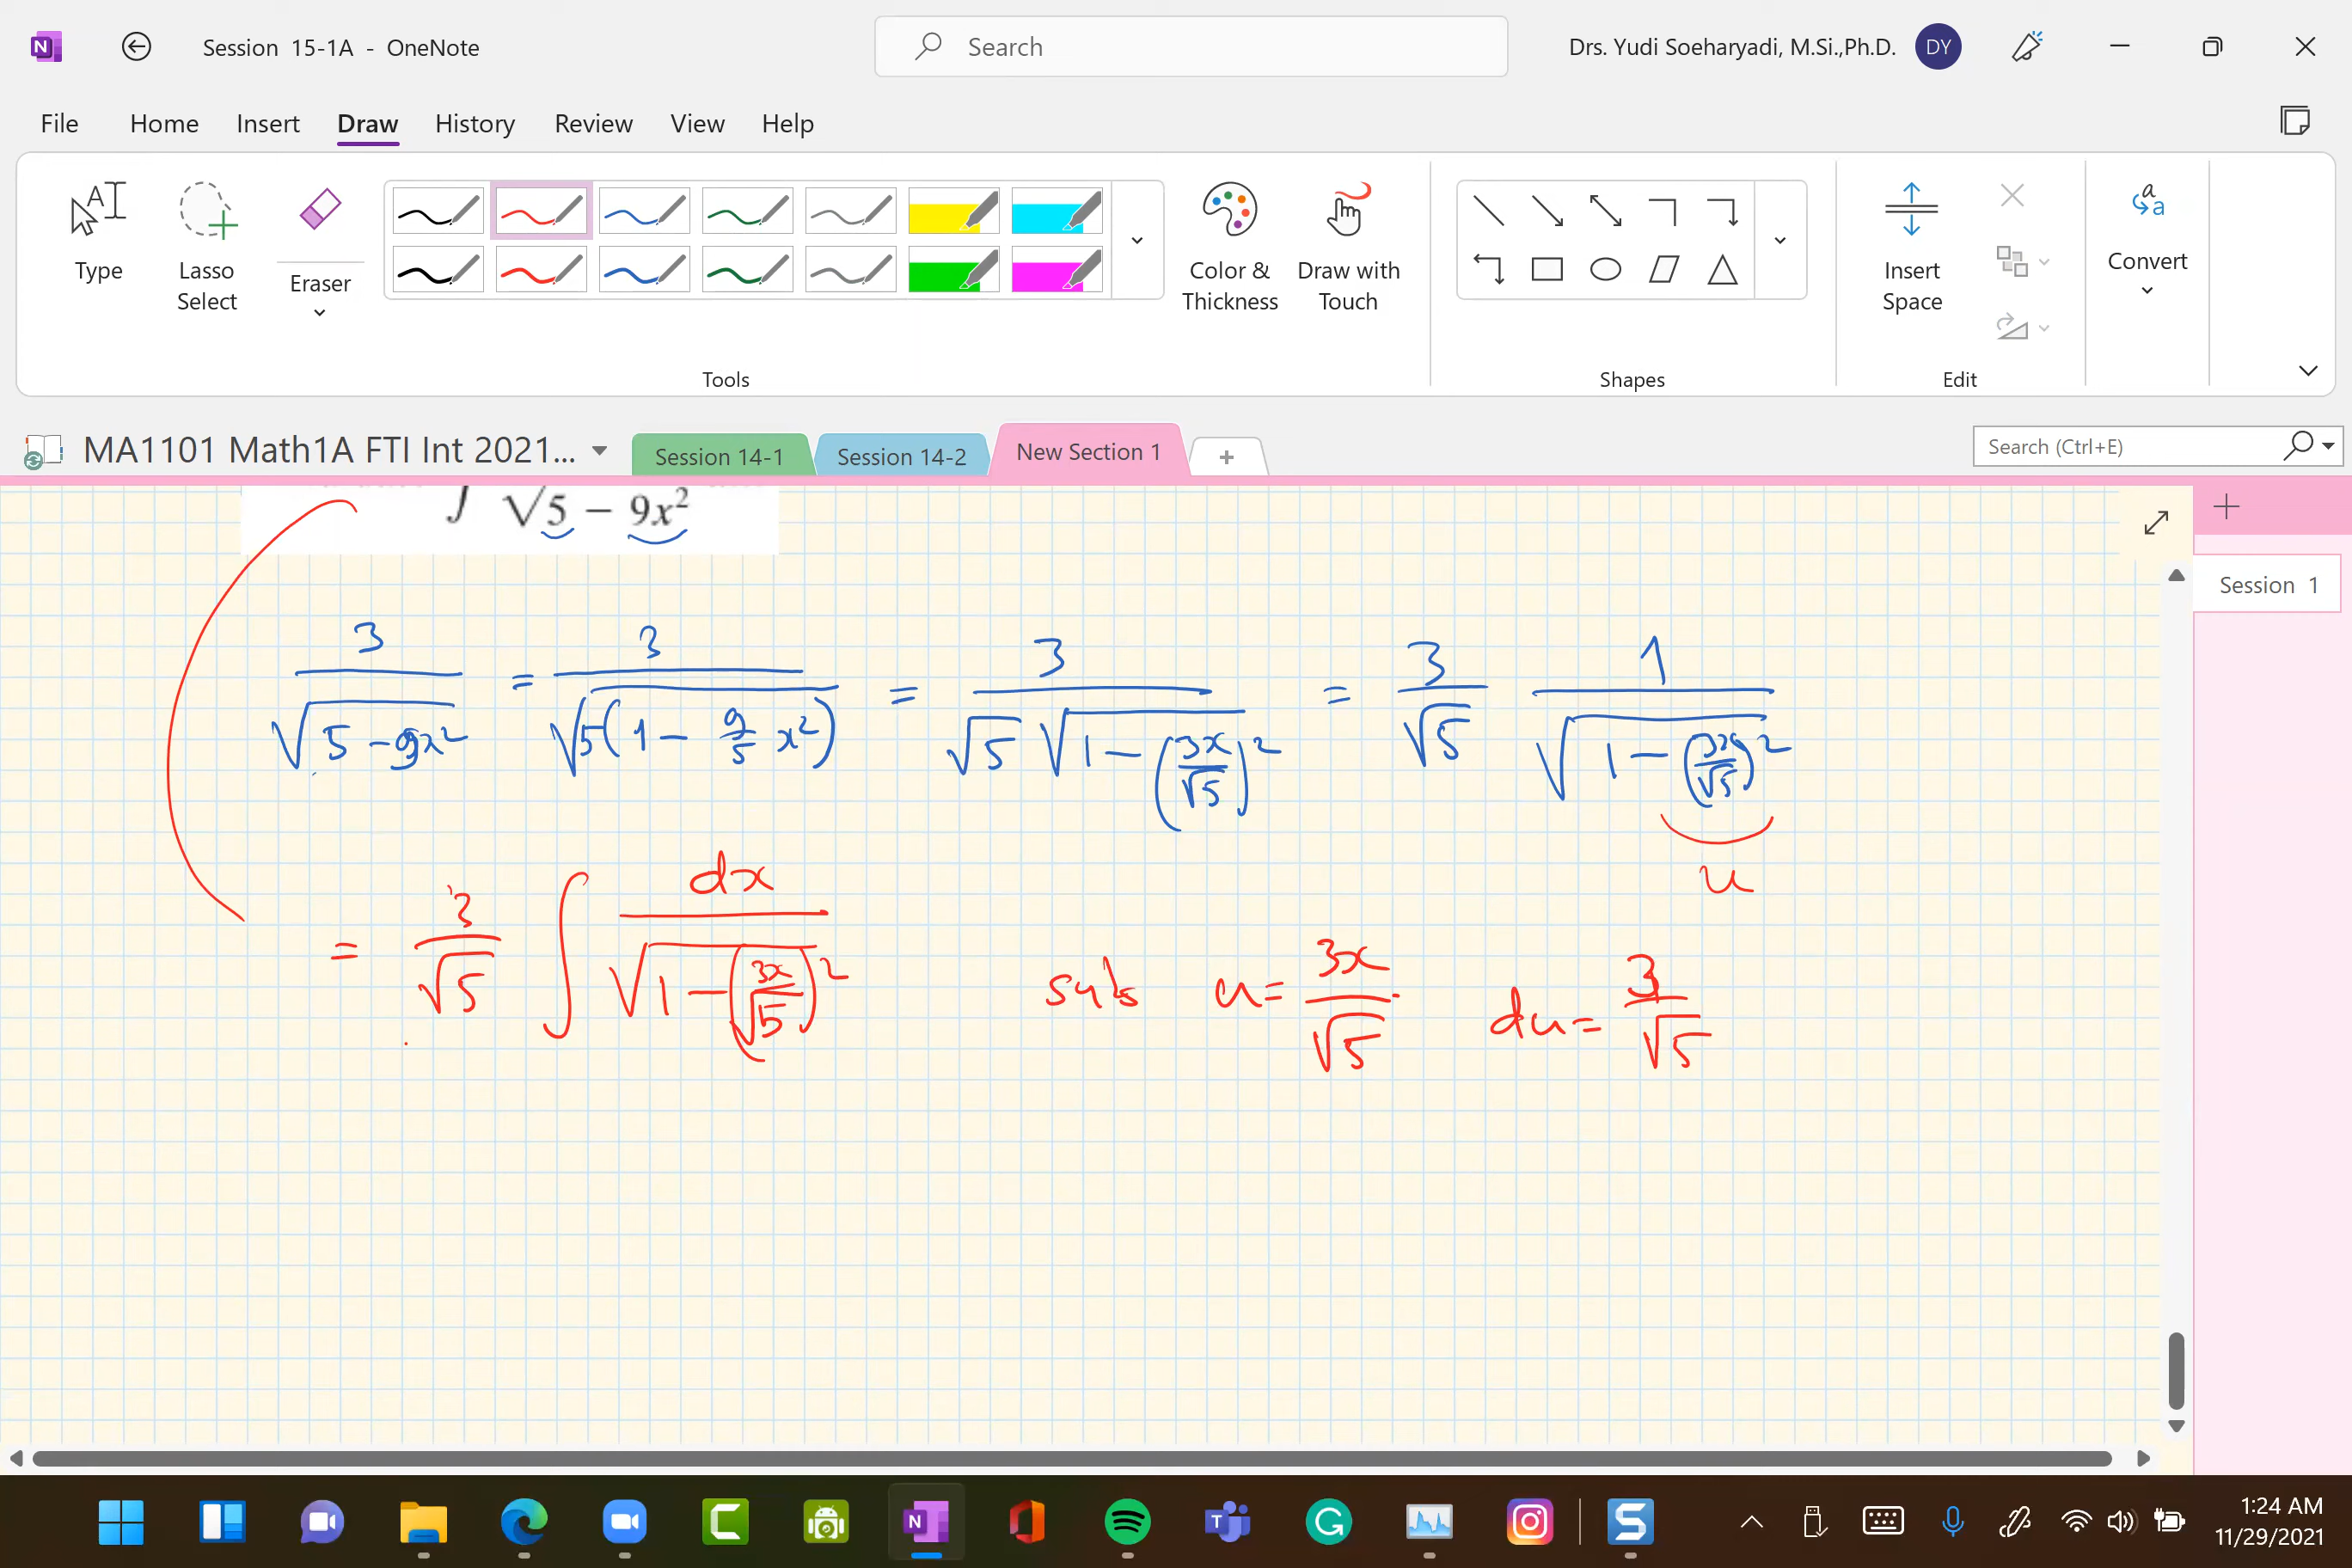 Session 15-1A - OneNote
Search
Drs. Yudi Soeharyadi, M.Si.,Ph.D.
DY
File Home Insert Draw History Review View Help
Type
Lasso Select
Eraser
Color & Thickness
Draw with Touch
Insert Space
Convert
Tools
Shapes
Edit
MA1101 Math1A FTI Int 2021...
Session 14-1
Session 14-2
New Section 1
Search (Ctrl+E)
Session 1
∫ √5 − 9x²
3/√(5−9x²) = 3/√(5(1 − 9/5 x²)) = 3/(√5 √(1−(3x/√5)²)) = 3/√5 1/√(1−(3x/√5)²)
u
= 3/√5 ∫ dx/√(1−(3x/√5)²) subs u = 3x/√5 du = 3/√5
1:24 AM
11/29/2021